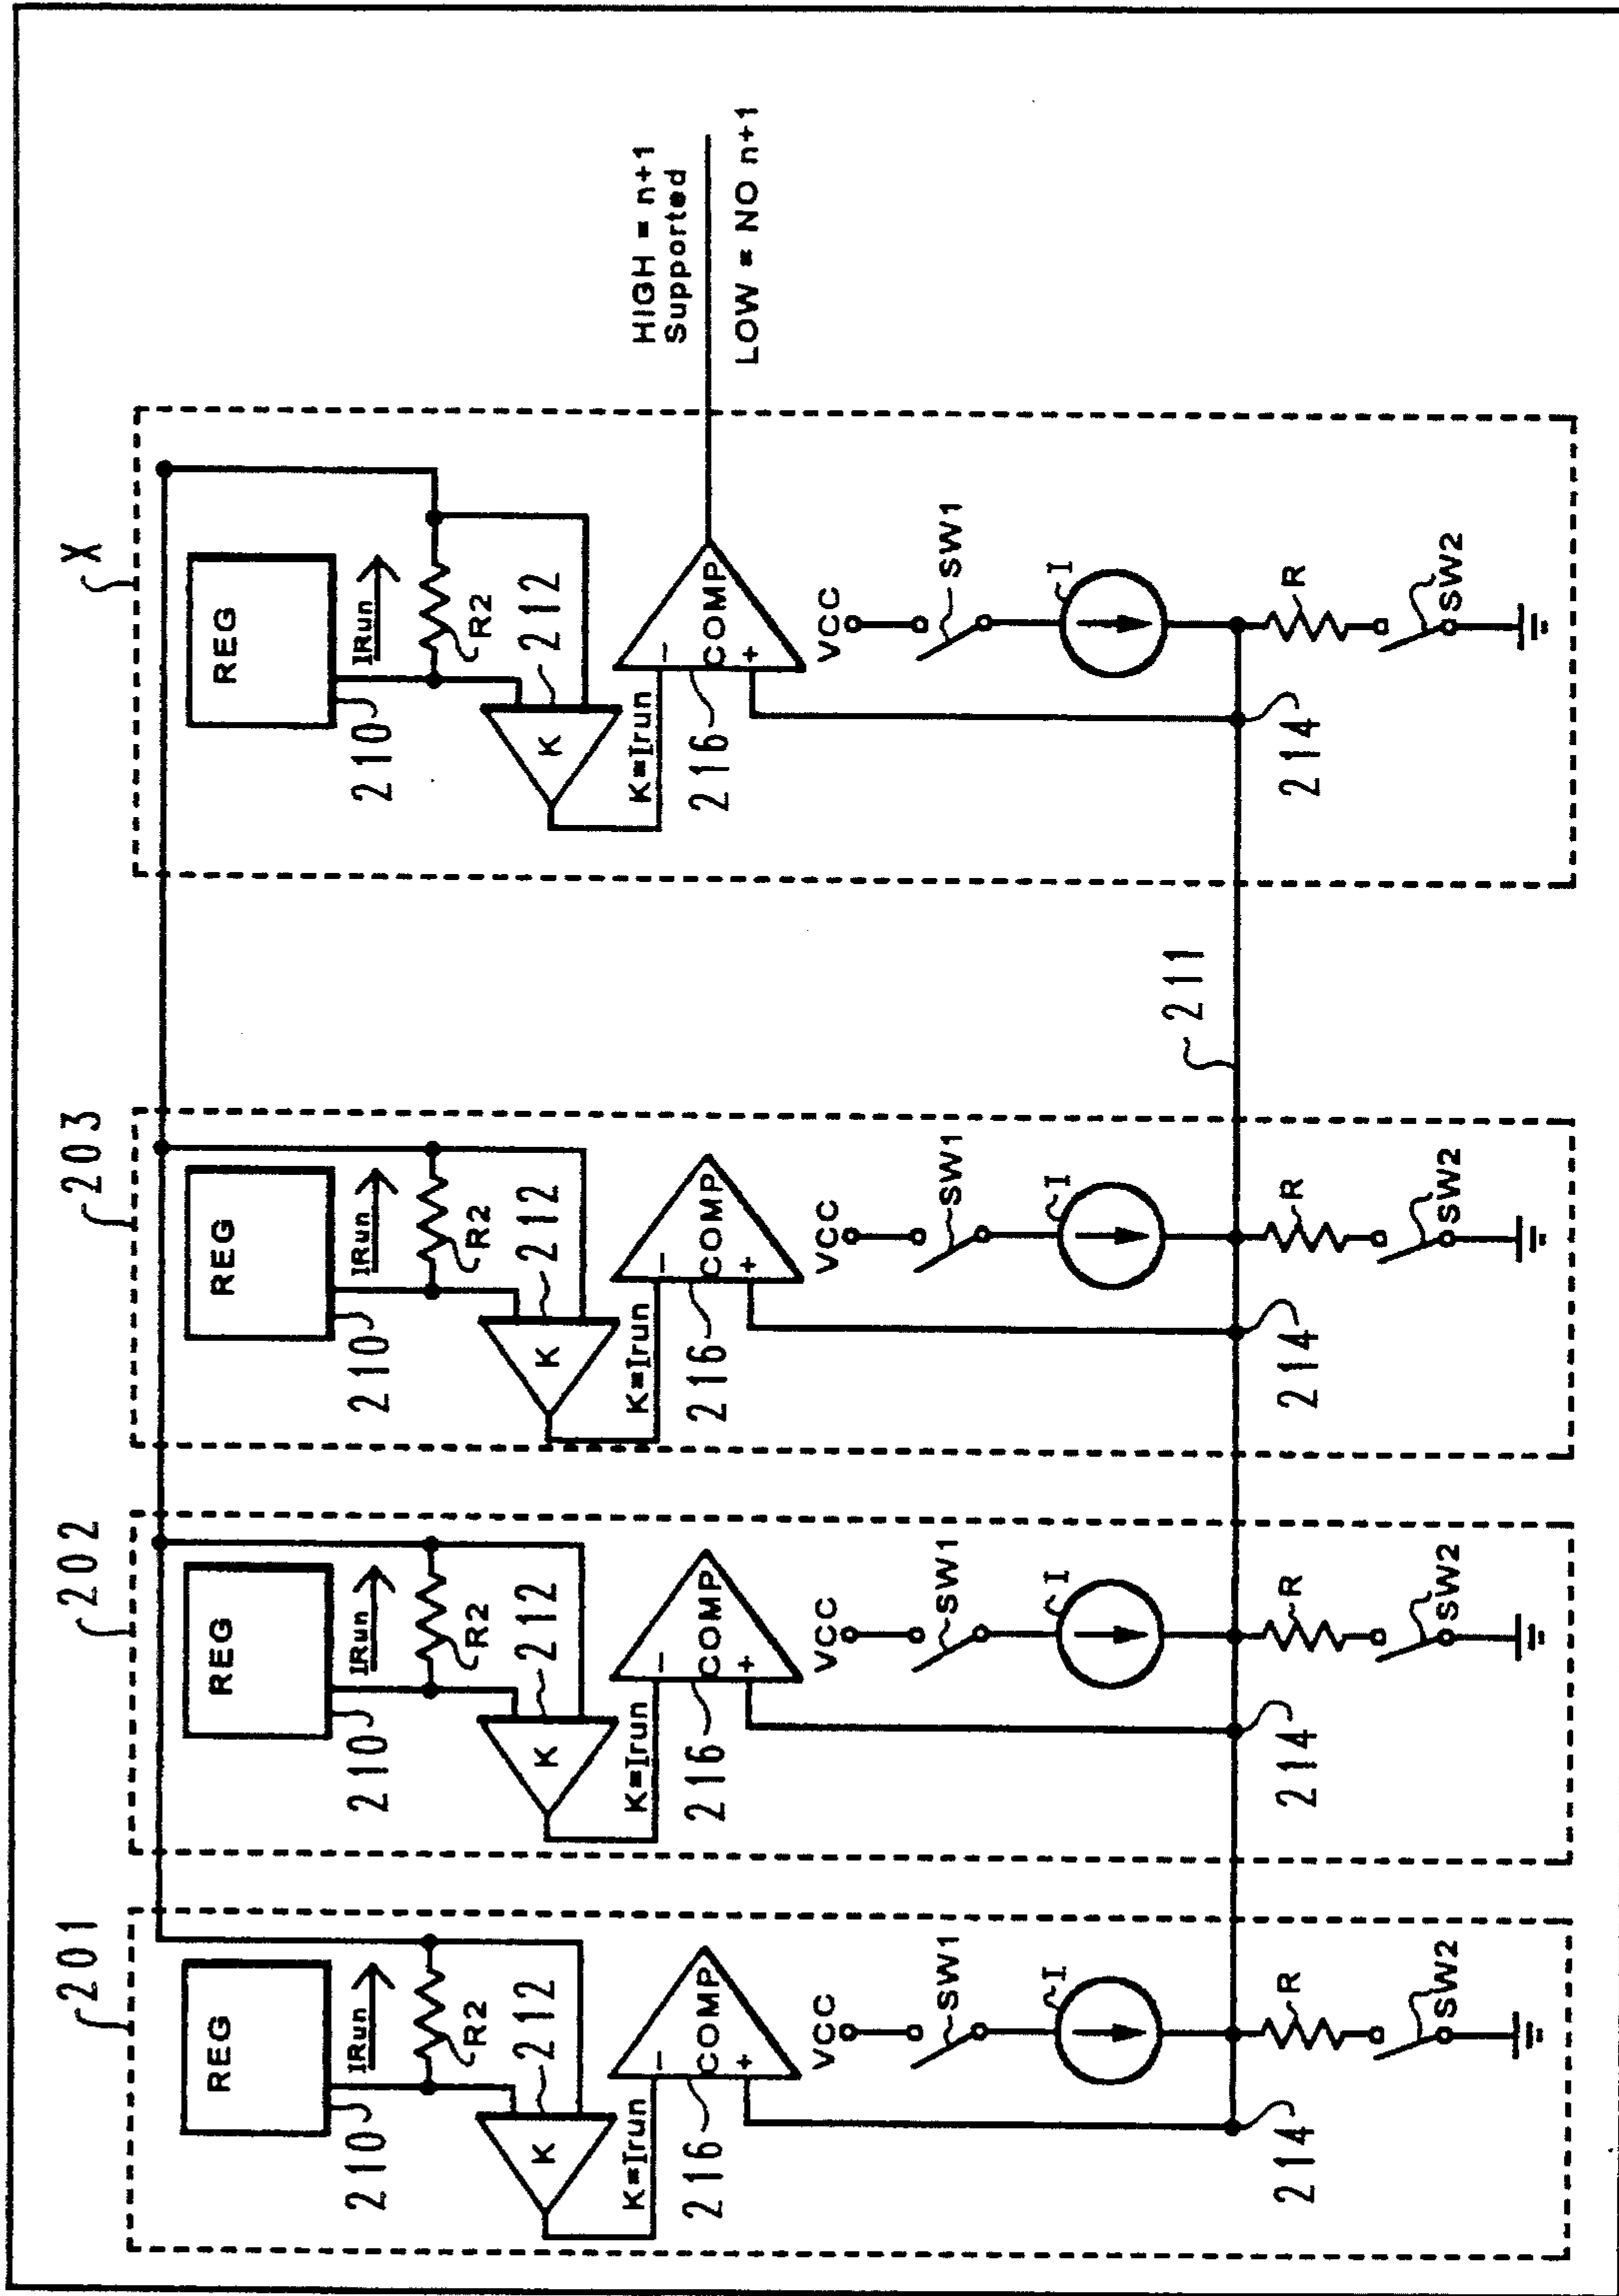 201
REG
210
IRun
R2
212
K
K=Irun
216
COMP
−
+
VCC
SW1
I
214
R
SW2
202
REG
210
IRun
R2
212
K
K=Irun
216
COMP
−
+
VCC
SW1
I
214
R
SW2
203
REG
210
IRun
R2
212
K
K=Irun
216
COMP
−
+
VCC
SW1
I
214
R
SW2
211
X
REG
210
IRun
R2
212
K
K=Irun
216
COMP
−
+
VCC
SW1
I
214
R
SW2
HIGH = n+1
Supported
LOW = NO n+1